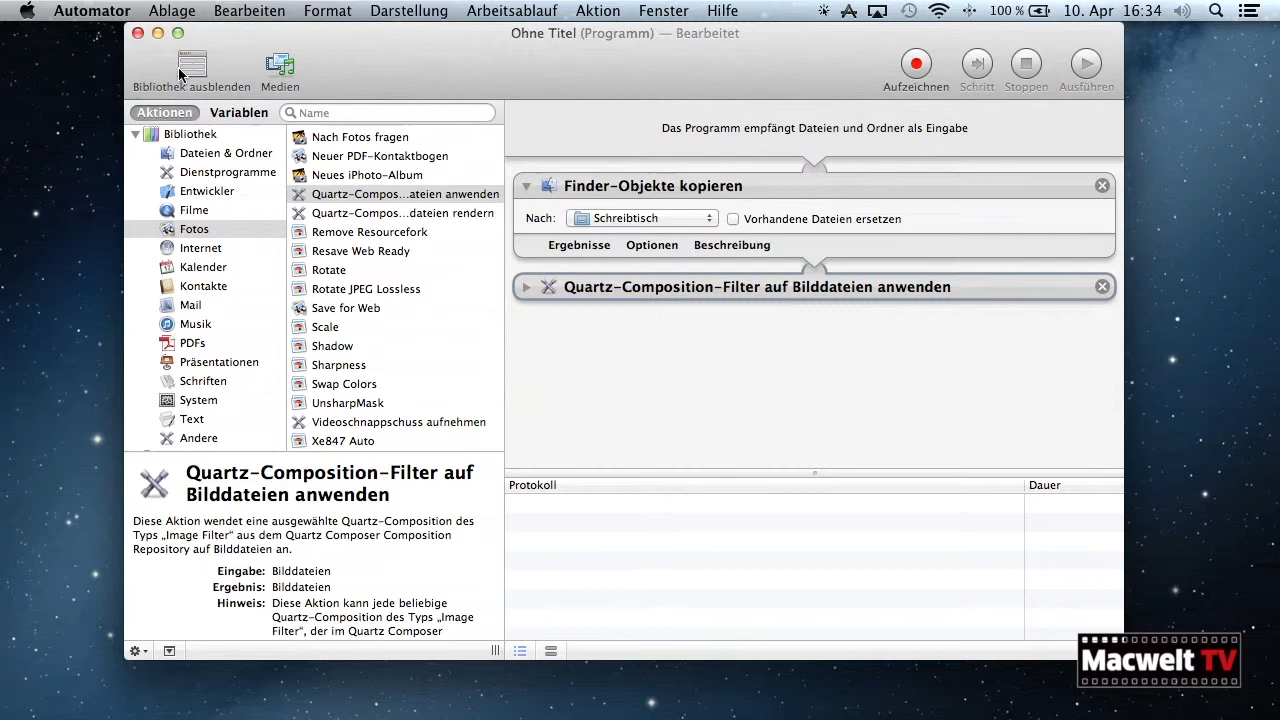 Automator Ablage Bearbeiten Format Darstellung Arbeitsablauf Aktion Fenster Hilfe 100 % 10. Apr 16:34
Ohne Titel (Programm) — Bearbeitet
Bibliothek ausblenden Medien Aufzeichnen Schritt Stoppen Ausführen
Aktionen Variablen Name
Bibliothek
Dateien & Ordner
Dienstprogramme
Entwickler
Filme
Fotos
Internet
Kalender
Kontakte
Mail
Musik
PDFs
Präsentationen
Schriften
System
Text
Andere
Nach Fotos fragen
Neuer PDF-Kontaktbogen
Neues iPhoto-Album
Quartz-Compos...ateien anwenden
Quartz-Compos...dateien rendern
Remove Resourcefork
Resave Web Ready
Rotate
Rotate JPEG Lossless
Save for Web
Scale
Shadow
Sharpness
Swap Colors
UnsharpMask
Videoschnappschuss aufnehmen
Xe847 Auto
Quartz-Composition-Filter auf
Bilddateien anwenden
Diese Aktion wendet eine ausgewählte Quartz-Composition des
Typs „Image Filter“ aus dem Quartz Composer Composition
Repository auf Bilddateien an.
Eingabe: Bilddateien
Ergebnis: Bilddateien
Hinweis: Diese Aktion kann jede beliebige
Quartz-Composition des Typs „Image
Filter“, der im Quartz Composer
Das Programm empfängt Dateien und Ordner als Eingabe
Finder-Objekte kopieren
Nach: Schreibtisch Vorhandene Dateien ersetzen
Ergebnisse Optionen Beschreibung
Quartz-Composition-Filter auf Bilddateien anwenden
Protokoll Dauer
Macwelt TV